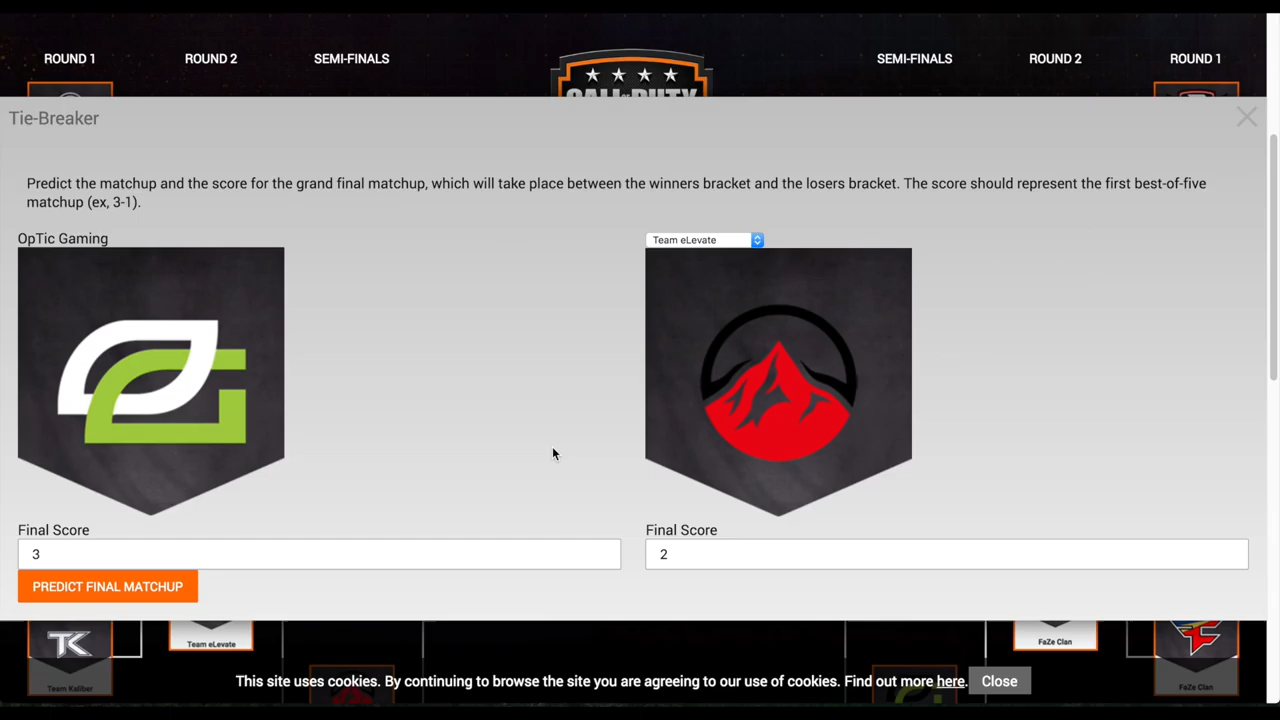 ROUND 1 ROUND 2 SEMI-FINALS SEMI-FINALS ROUND 2 ROUND 1
CALL OF DUTY
Tie-Breaker
Predict the matchup and the score for the grand final matchup, which will take place between the winners bracket and the losers bracket. The score should represent the first best-of-five
matchup (ex, 3-1).
OpTic Gaming
Team eLevate
Final Score
3
Final Score
2
PREDICT FINAL MATCHUP
TK
Team eLevate
FaZe Clan
Team Kaliber
FaZe Clan
This site uses cookies. By continuing to browse the site you are agreeing to our use of cookies. Find out more here. Close